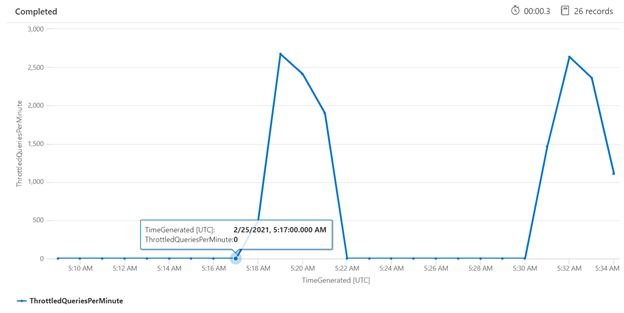 Completed
00:00.3
26 records
3,000
2,500
2,000
1,500
1,000
500
0
ThrottledQueriesPerMinute
TimeGenerated [UTC]: 2/25/2021, 5:17:00.000 AM
ThrottledQueriesPerMinute: 0
5:10 AM 5:12 AM 5:14 AM 5:16 AM 5:18 AM 5:20 AM 5:22 AM 5:24 AM 5:26 AM 5:28 AM 5:30 AM 5:32 AM 5:34 AM
TimeGenerated [UTC]
ThrottledQueriesPerMinute